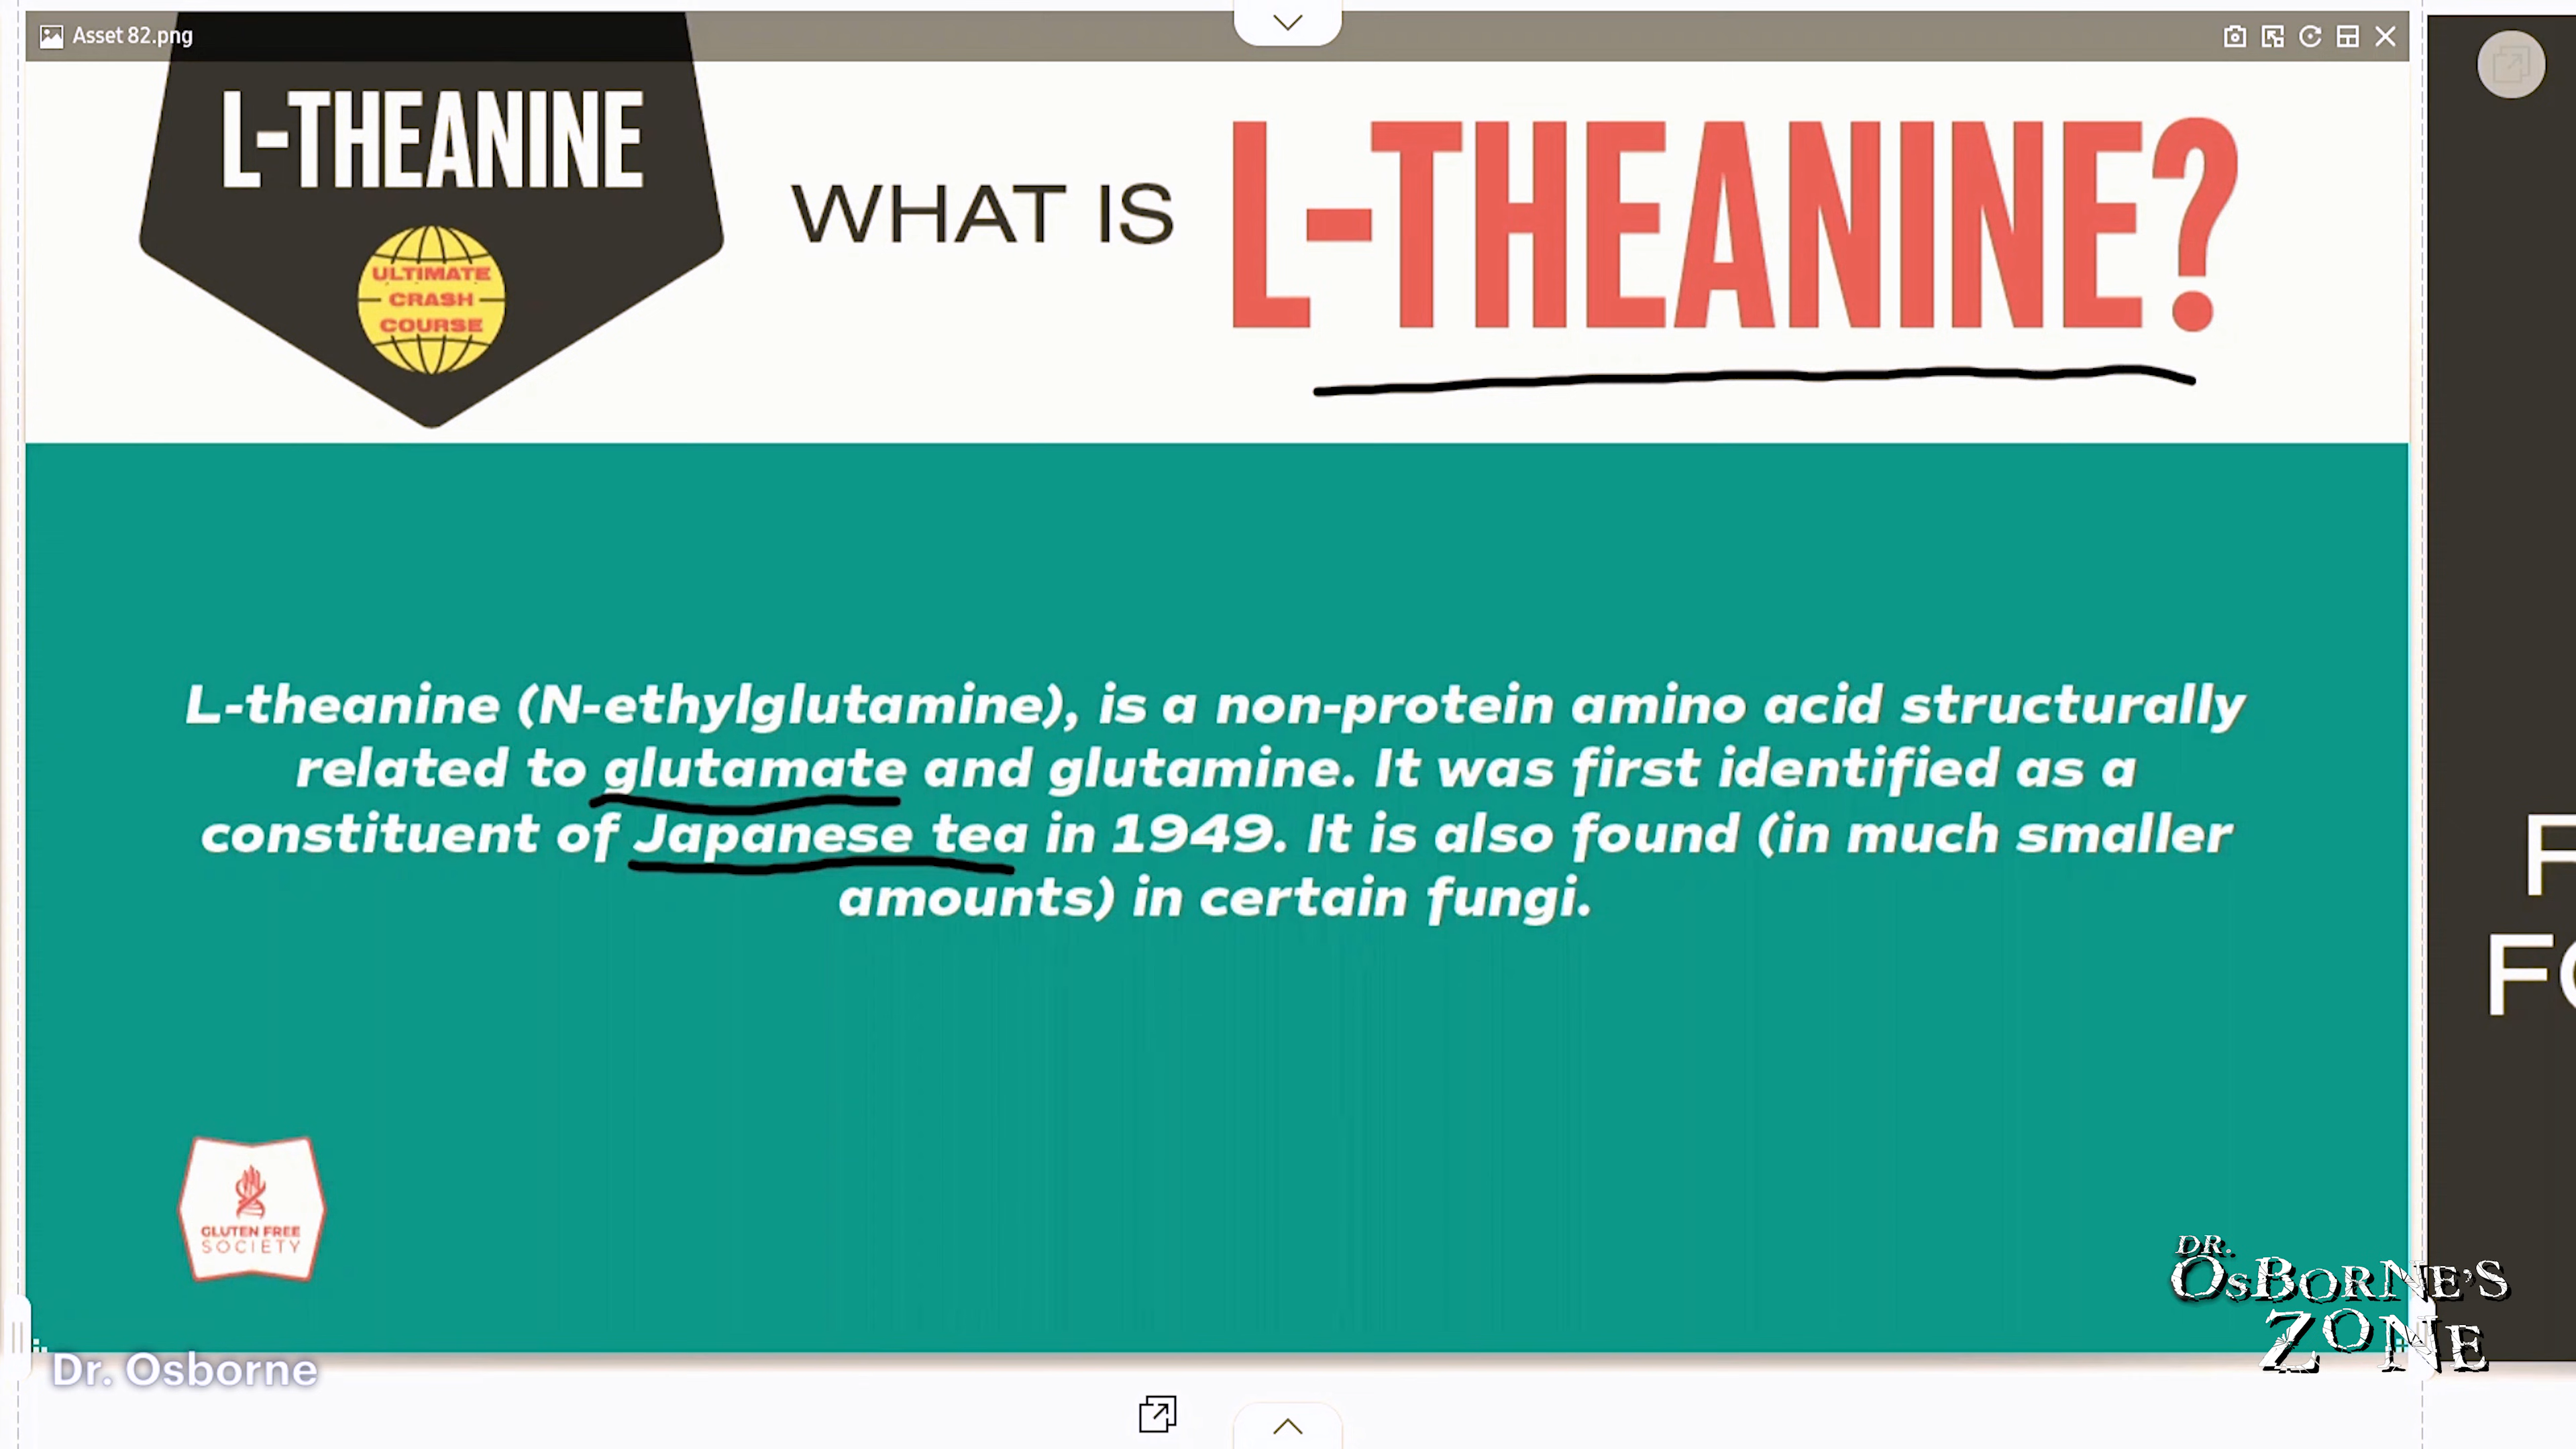 Asset 82.png
L-THEANINE
ULTIMATE
CRASH
COURSE
WHAT IS L-THEANINE?
L-theanine (N-ethylglutamine), is a non-protein amino acid structurally
related to glutamate and glutamine. It was first identified as a
constituent of Japanese tea in 1949. It is also found (in much smaller
amounts) in certain fungi.
GLUTEN FREE
SOCIETY
Dr. Osborne
DR.
OSBORNE'S
ZONE